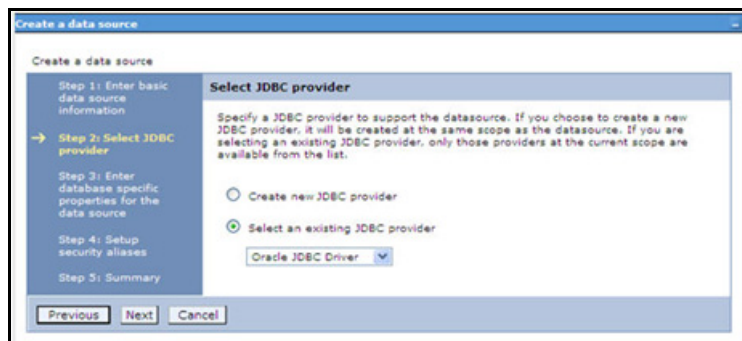 Create a data source
Create a data source
Step 1: Enter basic
data source
information
Step 2: Select JDBC
provider
Step 3: Enter
database specific
properties for the
data source
Step 4: Setup
security aliases
Step 5: Summary
Select JDBC provider
Specify a JDBC provider to support the datasource. If you choose to create a new
JDBC provider, it will be created at the same scope as the datasource. If you are
selecting an existing JDBC provider, only those providers at the current scope are
available from the list.
Create new JDBC provider
Select an existing JDBC provider
Oracle JDBC Driver
Previous Next Cancel